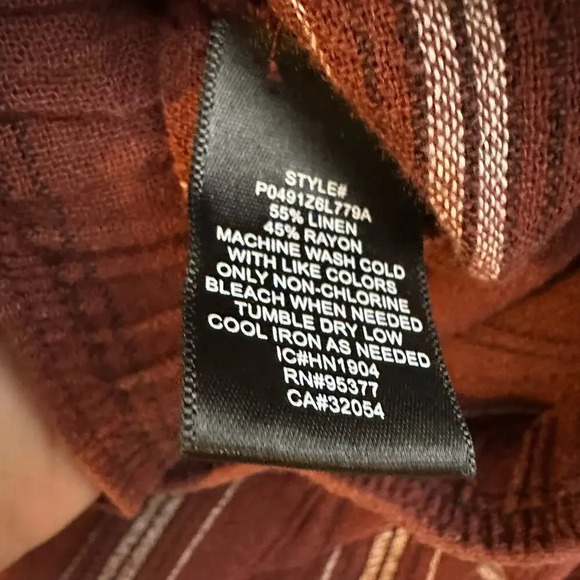 STYLE#
P0491Z6L779A
55% LINEN
45% RAYON
MACHINE WASH COLD
WITH LIKE COLORS
ONLY NON-CHLORINE
BLEACH WHEN NEEDED
TUMBLE DRY LOW
COOL IRON AS NEEDED
IC#HN1904
RN#95377
CA#32054